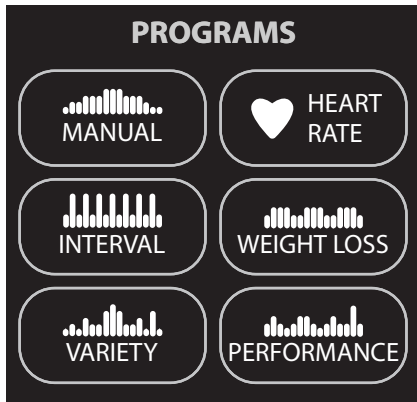 PROGRAMS
MANUAL
HEART
RATE
INTERVAL
WEIGHT LOSS
VARIETY
PERFORMANCE